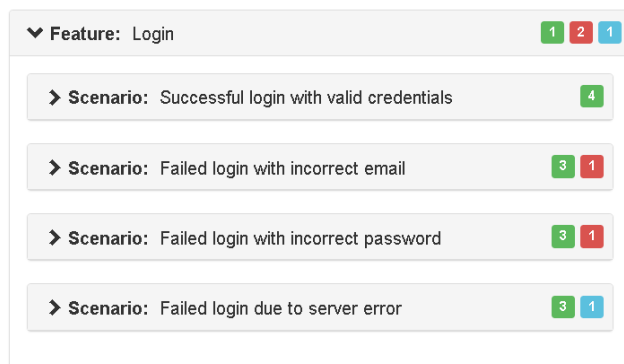 Feature: Login 1 2 1
Scenario: Successful login with valid credentials 4
Scenario: Failed login with incorrect email 3 1
Scenario: Failed login with incorrect password 3 1
Scenario: Failed login due to server error 3 1